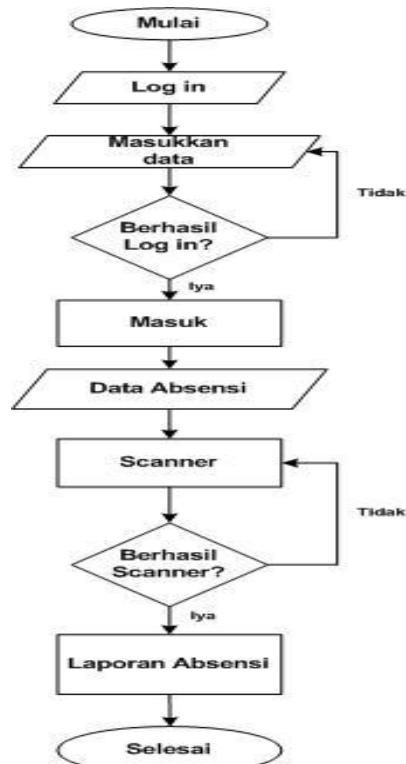 Mulai
Log in
Masukkan
data
Tidak
Berhasil
Log in?
Iya
Masuk
Data Absensi
Scanner
Tidak
Berhasil
Scanner?
Iya
Laporan Absensi
Selesai